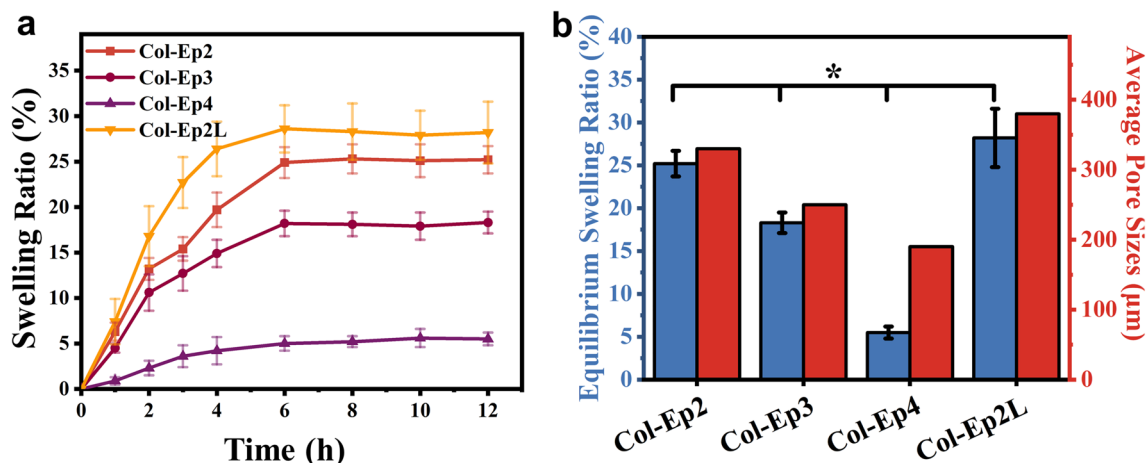 a
Swelling Ratio (%)
35
30
25
20
15
10
5
0
Col-Ep2
Col-Ep3
Col-Ep4
Col-Ep2L
0 2 4 6 8 10 12
Time (h)
b
Equilibrium Swelling Ratio (%)
40
35
30
25
20
15
10
5
0
*
Col-Ep2 Col-Ep3 Col-Ep4 Col-Ep2L
400
300
200
100
0
Average Pore Sizes (μm)